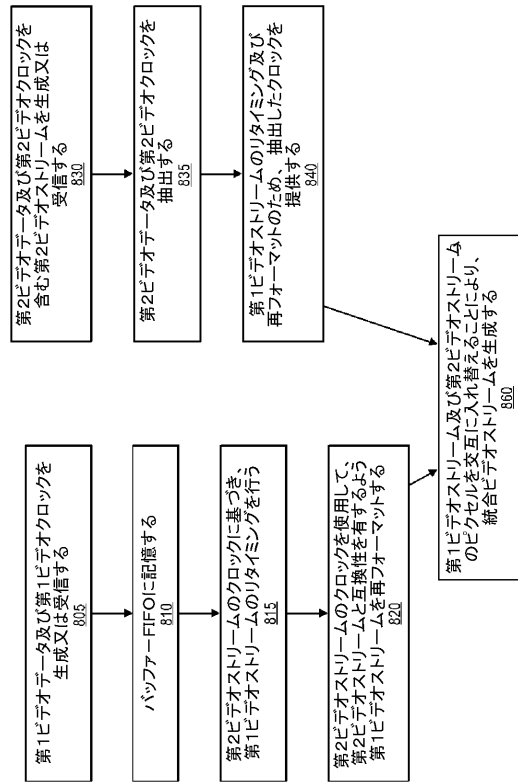 第1ビデオデータ及び第1ビデオクロックを
生成又は受信する
805
バッファーFIFOに記憶する
810
第2ビデオストリームのクロックに基づき、
第1ビデオストリームのリタイミングを行う
815
第2ビデオストリームのクロックを使用して、
第2ビデオストリームと互換性を有するよう
第1ビデオストリームを再フォーマットする
820
第2ビデオデータ及び第2ビデオクロックを
含む第2ビデオストリームを生成又は
受信する
830
第2ビデオデータ及び第2ビデオクロックを
抽出する
835
第1ビデオストリームのリタイミング及び
再フォーマットのため、抽出したクロックを
提供する
840
第1ビデオストリーム及び第2ビデオストリーム
のピクセルを交互に入れ替えることにより、
統合ビデオストリームを生成する
860